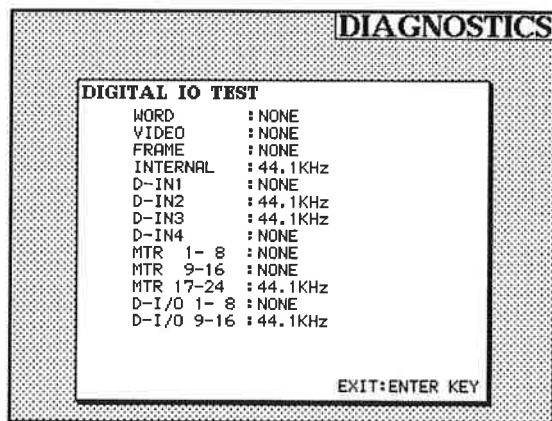 DIAGNOSTICS
DIGITAL IO TEST
WORD :NONE
VIDEO :NONE
FRAME :NONE
INTERNAL :44.1KHz
D-IN1 :NONE
D-IN2 :44.1KHz
D-IN3 :44.1KHz
D-IN4 :NONE
MTR 1- 8 :NONE
MTR 9-16 :NONE
MTR 17-24 :44.1KHz
D-I/O 1- 8 :NONE
D-I/O 9-16 :44.1KHz
EXIT:ENTER KEY